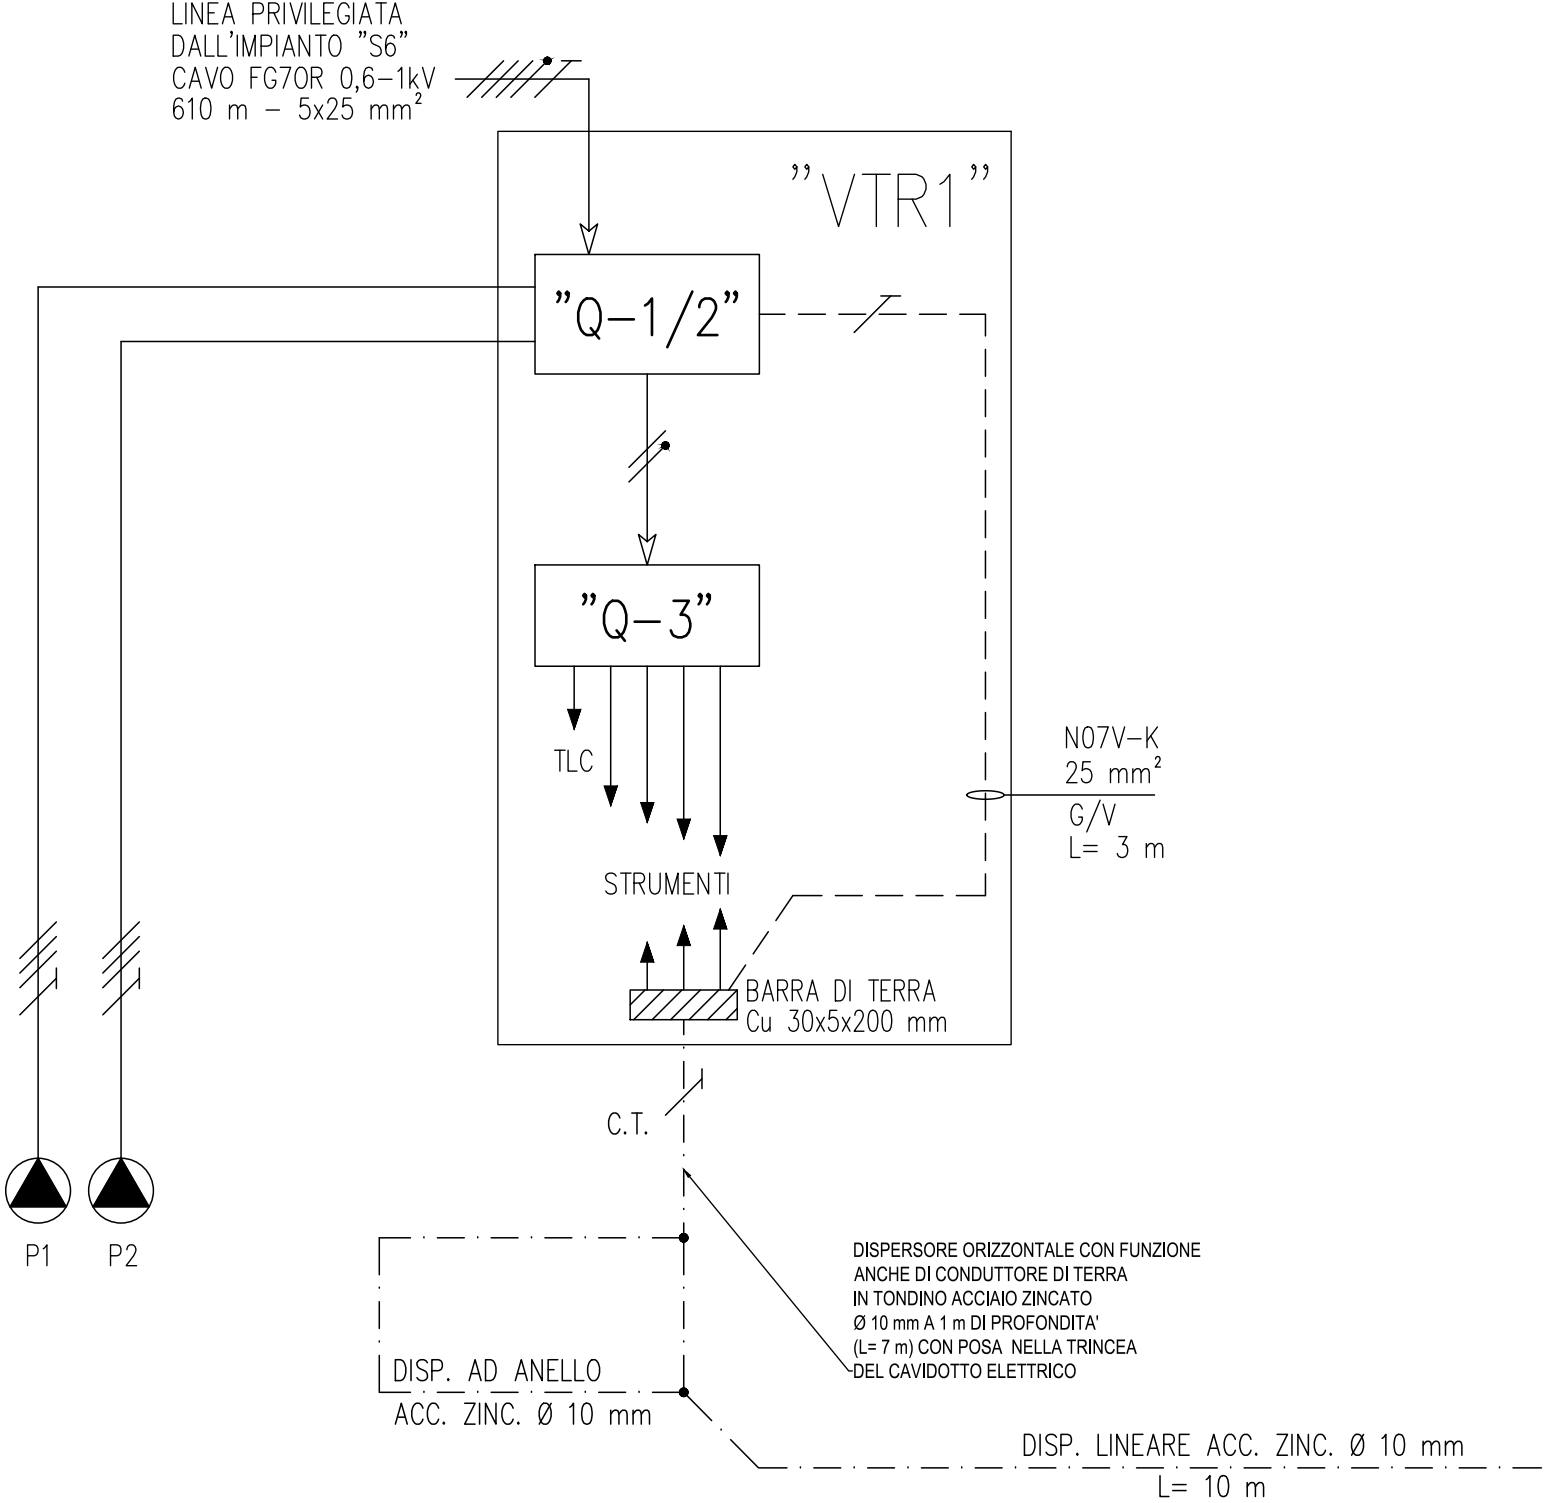 LINEA PRIVILEGIATA
DALL'IMPIANTO "S6"
CAVO FG7OR 0,6-1kV
610 m - 5x25 mm²
"VTR1"
"Q-1/2"
"Q-3"
TLC
N07V-K
25 mm²
G/V
L= 3 m
STRUMENTI
BARRA DI TERRA
Cu 30x5x200 mm
C.T.
P1
P2
DISPERSORE ORIZZONTALE CON FUNZIONE
ANCHE DI CONDUTTORE DI TERRA
IN TONDINO ACCIAIO ZINCATO
Ø 10 mm A 1 m DI PROFONDITA'
(L= 7 m) CON POSA NELLA TRINCEA
DEL CAVIDOTTO ELETTRICO
DISP. AD ANELLO
ACC. ZINC. Ø 10 mm
DISP. LINEARE ACC. ZINC. Ø 10 mm
L= 10 m